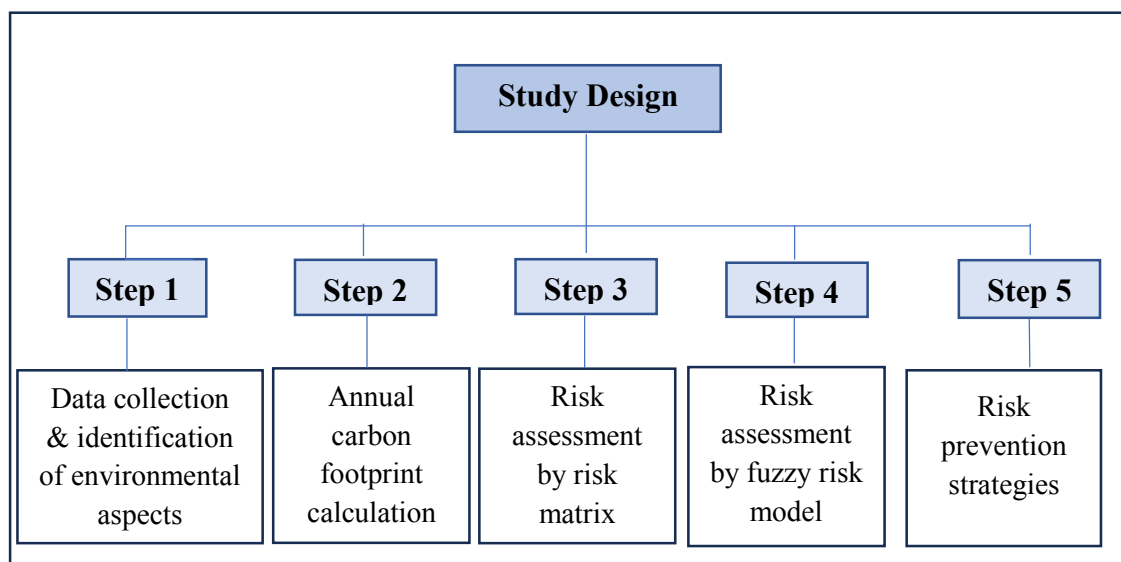 Study Design
Step 1
Step 2
Step 3
Step 4
Step 5
Data collection
& identification
of environmental
aspects
Annual
carbon
footprint
calculation
Risk
assessment
by risk
matrix
Risk
assessment
by fuzzy risk
model
Risk
prevention
strategies